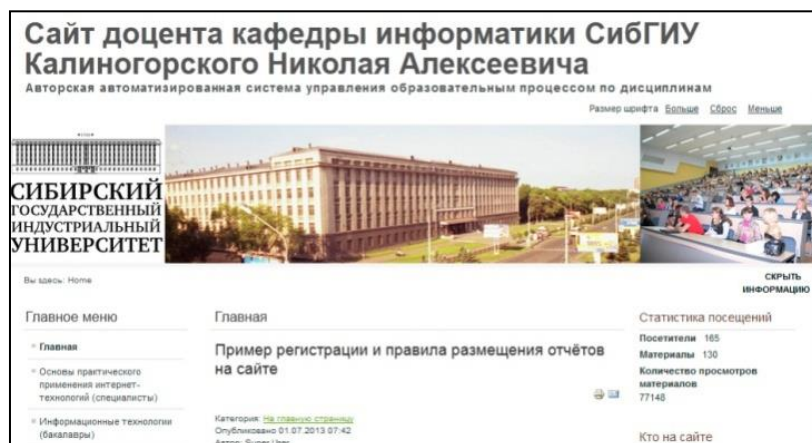 Сайт доцента кафедры информатики СибГИУ
Калиногорского Николая Алексеевича
Авторская автоматизированная система управления образовательным процессом по дисциплинам
Размер шрифта Больше Сброс Меньше
СИБИРСКИЙ
ГОСУДАРСТВЕННЫЙ
ИНДУСТРИАЛЬНЫЙ
УНИВЕРСИТЕТ
Вы здесь: Home
СКРЫТЬ
ИНФОРМАЦИЮ
Главное меню
Главная
Основы практического
применения интернет-
технологий (специалисты)
Информационные технологии
(бакалавры)
Главная
Пример регистрации и правила размещения отчётов
на сайте
Категория: На главную страницу
Опубликовано 01.07.2013 07:42
Автор: Super User
Статистика посещений
Посетители 165
Материалы 130
Количество просмотров
материалов
77148
Кто на сайте